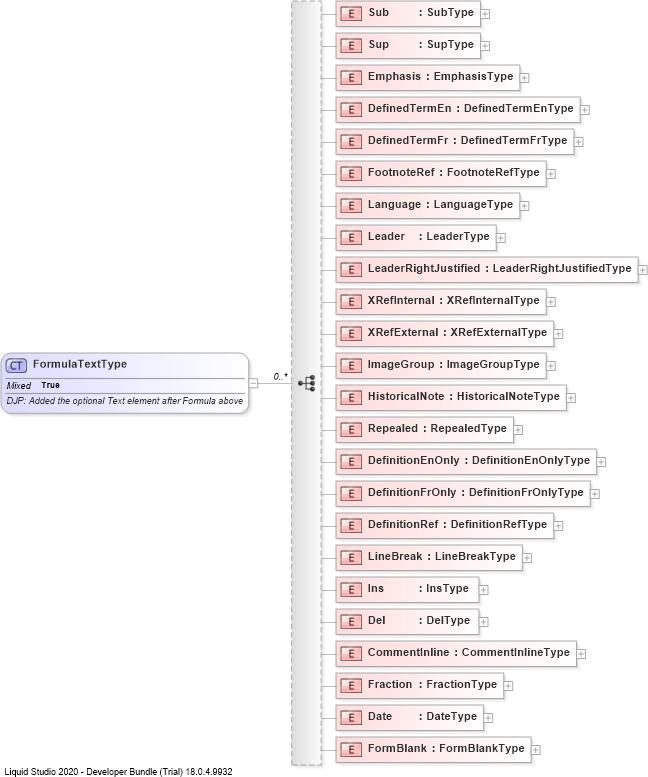 E Sub : SubType
E Sup : SupType
E Emphasis : EmphasisType
E DefinedTermEn : DefinedTermEnType
E DefinedTermFr : DefinedTermFrType
E FootnoteRef : FootnoteRefType
E Language : LanguageType
E Leader : LeaderType
E LeaderRightJustified : LeaderRightJustifiedType
E XRefInternal : XRefInternalType
E XRefExternal : XRefExternalType
CT FormulaTextType
Mixed True
DJP: Added the optional Text element after Formula above
0..*
E ImageGroup : ImageGroupType
E HistoricalNote : HistoricalNoteType
E Repealed : RepealedType
E DefinitionEnOnly : DefinitionEnOnlyType
E DefinitionFrOnly : DefinitionFrOnlyType
E DefinitionRef : DefinitionRefType
E LineBreak : LineBreakType
E Ins : InsType
E Del : DelType
E CommentInline : CommentInlineType
E Fraction : FractionType
E Date : DateType
E FormBlank : FormBlankType
Liquid Studio 2020 - Developer Bundle (Trial) 18.0.4.9932